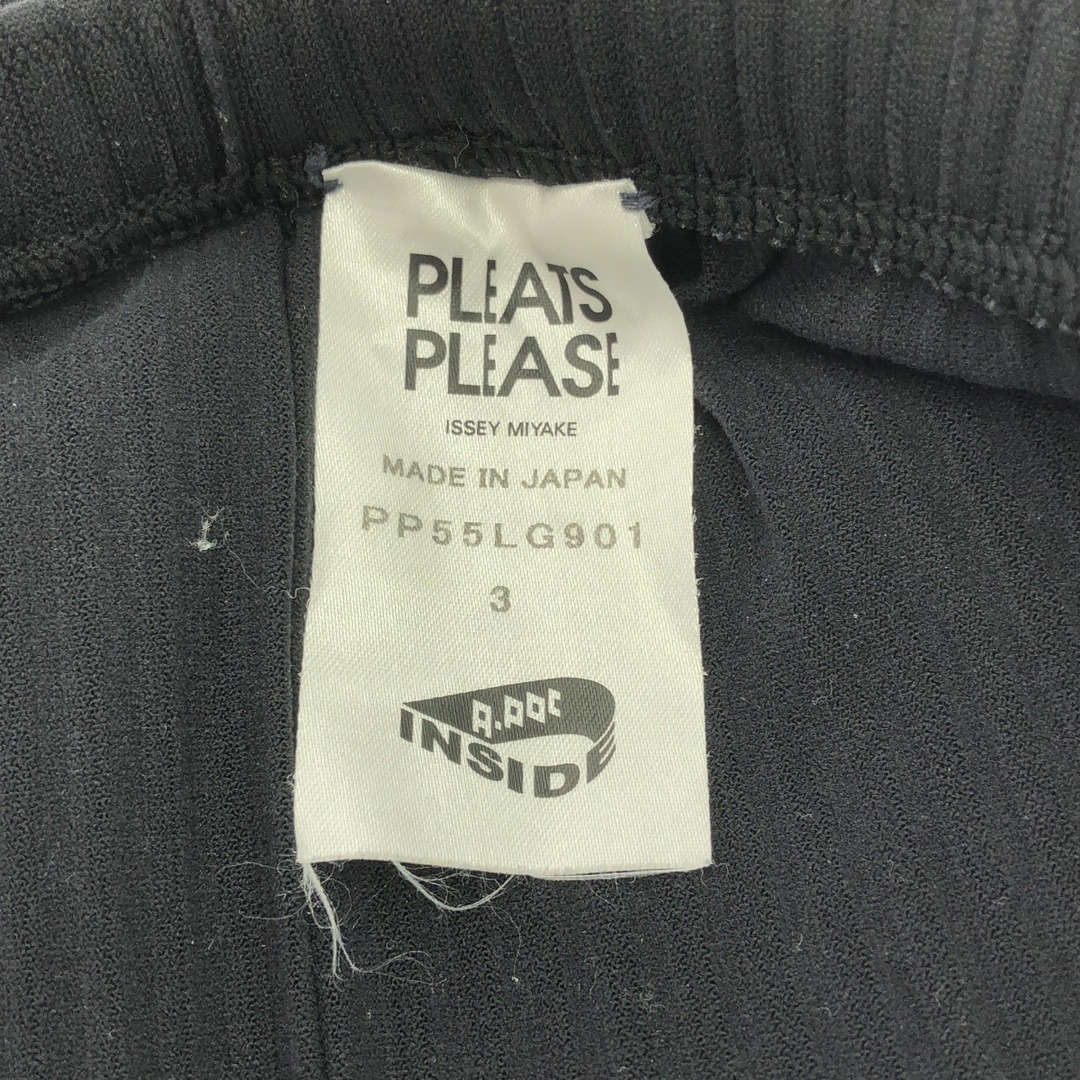 PLEATS
PLEASE
ISSEY MIYAKE
MADE IN JAPAN
PP55LG901
3
A.POC
INSIDE